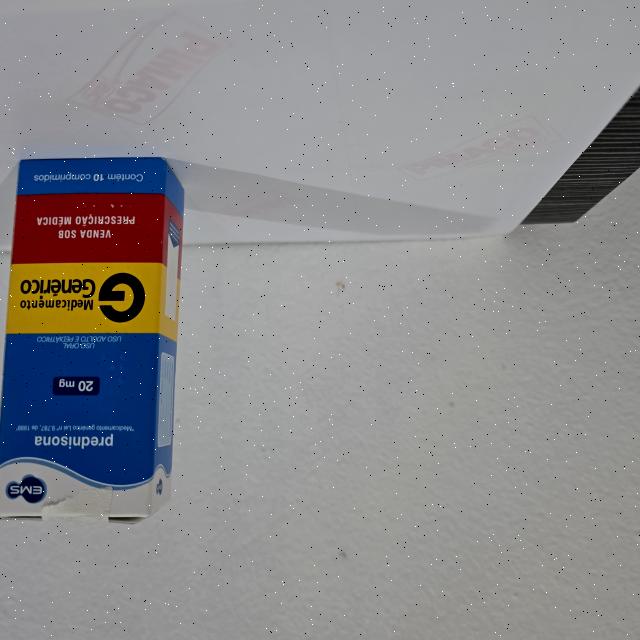 EMS
prednisona
"Medicamento genérico Lei nº 9.787, de 1999"
20 mg
USO ORAL
USO ADULTO E PEDIÁTRICO
G
Medicamento
Genérico
VENDA SOB
PRESCRIÇÃO MÉDICA
Contém 10 comprimidos